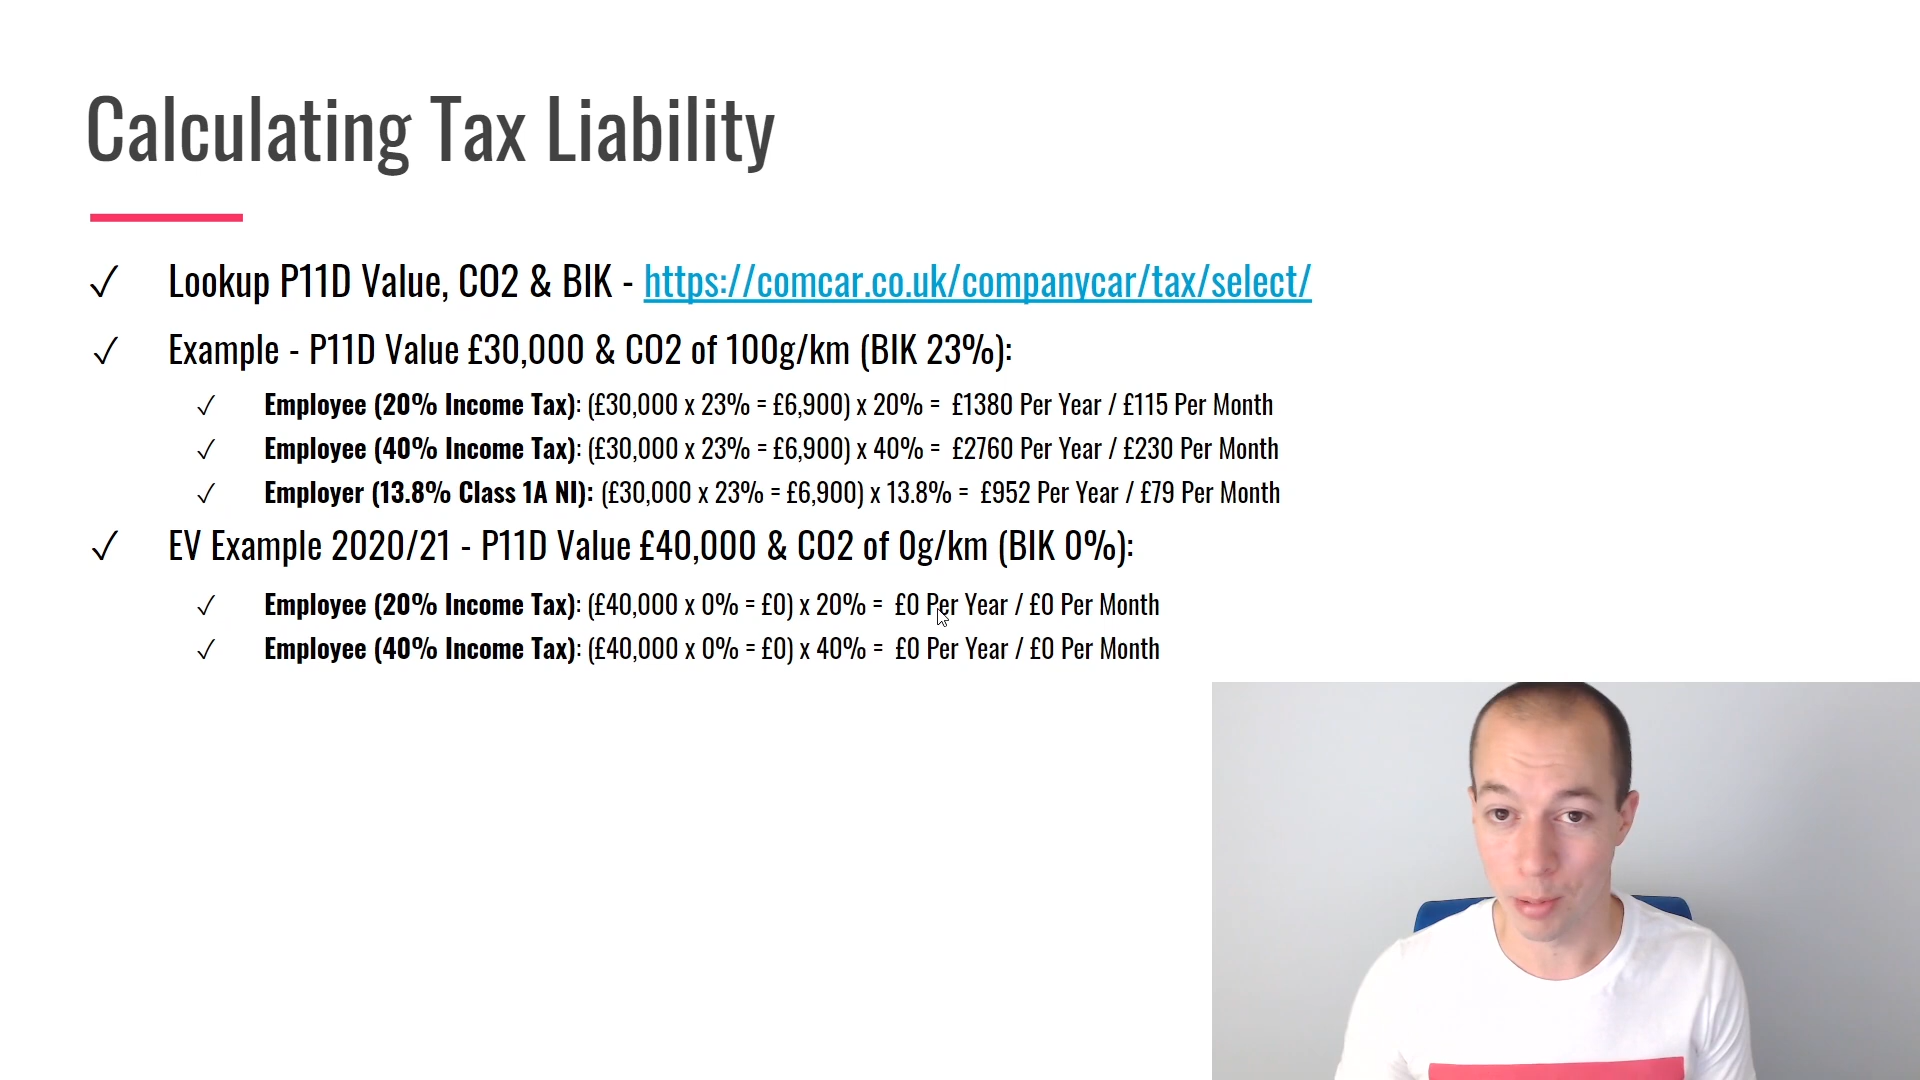 Calculating Tax Liability
✓ Lookup P11D Value, CO2 & BIK - https://comcar.co.uk/companycar/tax/select/
✓ Example - P11D Value £30,000 & CO2 of 100g/km (BIK 23%):
✓ Employee (20% Income Tax): (£30,000 x 23% = £6,900) x 20% = £1380 Per Year / £115 Per Month
✓ Employee (40% Income Tax): (£30,000 x 23% = £6,900) x 40% = £2760 Per Year / £230 Per Month
✓ Employer (13.8% Class 1A NI): (£30,000 x 23% = £6,900) x 13.8% = £952 Per Year / £79 Per Month
✓ EV Example 2020/21 - P11D Value £40,000 & CO2 of 0g/km (BIK 0%):
✓ Employee (20% Income Tax): (£40,000 x 0% = £0) x 20% = £0 Per Year / £0 Per Month
✓ Employee (40% Income Tax): (£40,000 x 0% = £0) x 40% = £0 Per Year / £0 Per Month